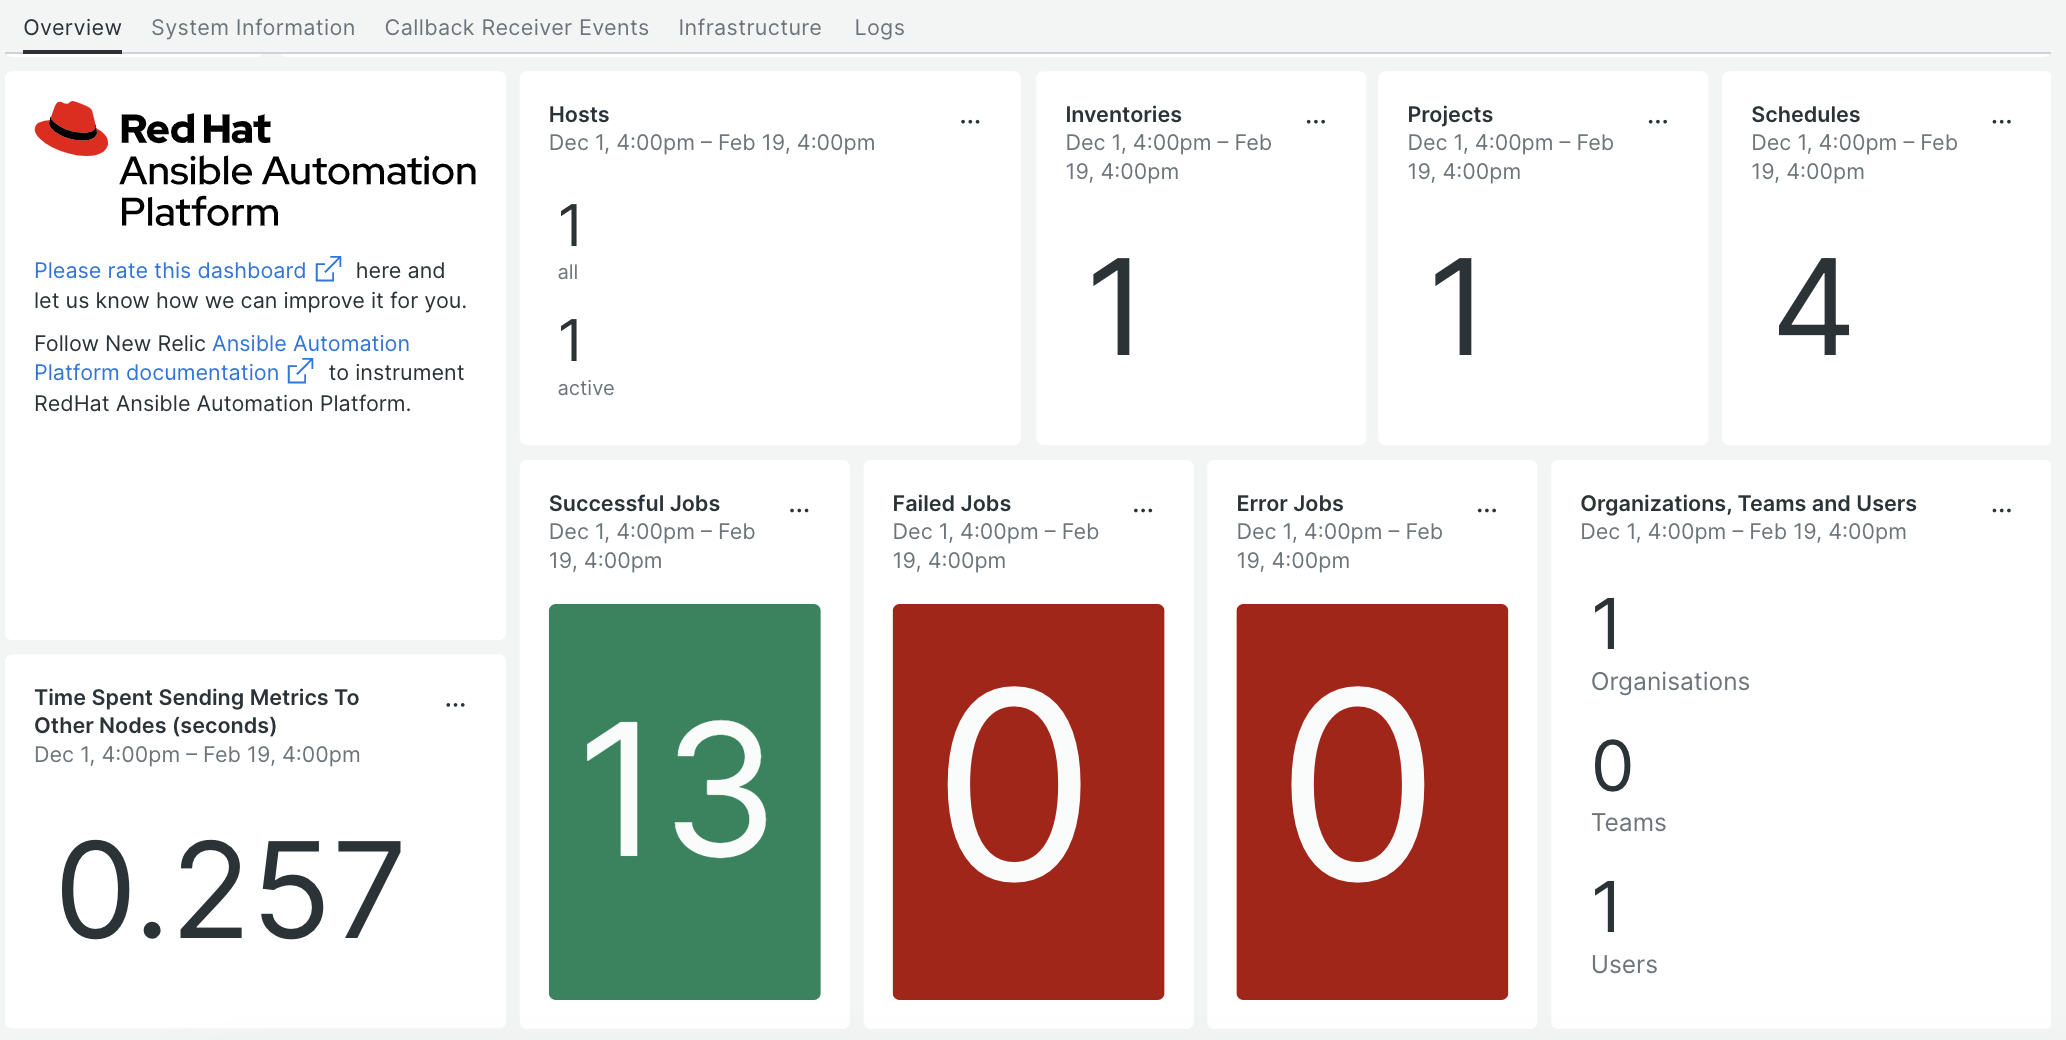 Overview System Information Callback Receiver Events Infrastructure Logs
Red Hat
Ansible Automation
Platform
Please rate this dashboard here and
let us know how we can improve it for you.
Follow New Relic Ansible Automation
Platform documentation to instrument
RedHat Ansible Automation Platform.
Hosts
Dec 1, 4:00pm – Feb 19, 4:00pm
1
all
1
active
Inventories
Dec 1, 4:00pm – Feb
19, 4:00pm
1
Projects
Dec 1, 4:00pm – Feb
19, 4:00pm
1
Schedules
Dec 1, 4:00pm – Feb
19, 4:00pm
4
Time Spent Sending Metrics To
Other Nodes (seconds)
Dec 1, 4:00pm – Feb 19, 4:00pm
0.257
Successful Jobs
Dec 1, 4:00pm – Feb
19, 4:00pm
13
Failed Jobs
Dec 1, 4:00pm – Feb
19, 4:00pm
0
Error Jobs
Dec 1, 4:00pm – Feb
19, 4:00pm
0
Organizations, Teams and Users
Dec 1, 4:00pm – Feb 19, 4:00pm
1
Organisations
0
Teams
1
Users